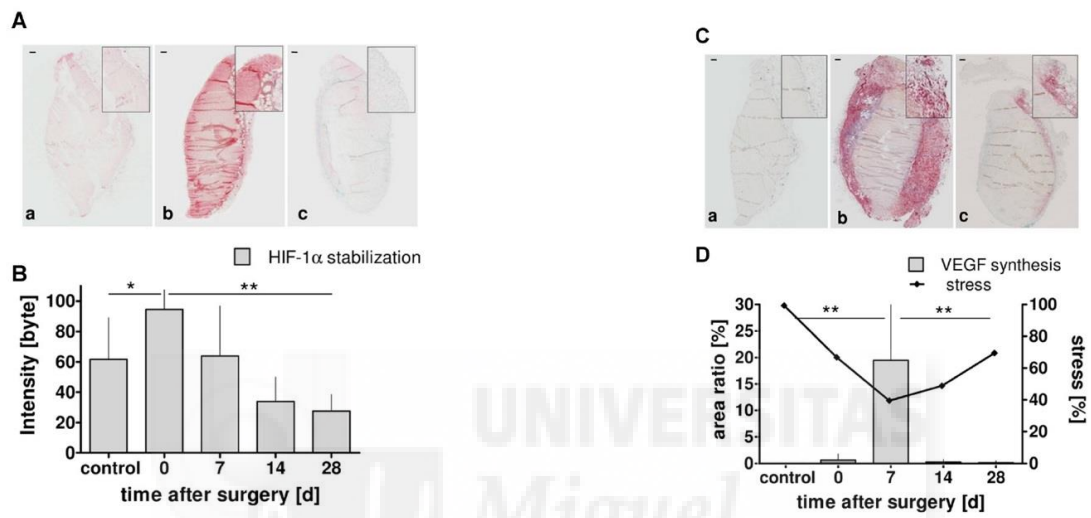 A
a
b
c
HIF-1α stabilization
B
Intensity [byte]
100
80
60
40
20
0
*
**
control 0 7 14 28
time after surgery [d]
C
a
b
c
D
VEGF synthesis
stress
area ratio [%]
30
25
20
15
10
5
0
**
**
100
80
60
40
20
0
stress [%]
control 0 7 14 28
time after surgery [d]
UNIVERSITAS
Miguel